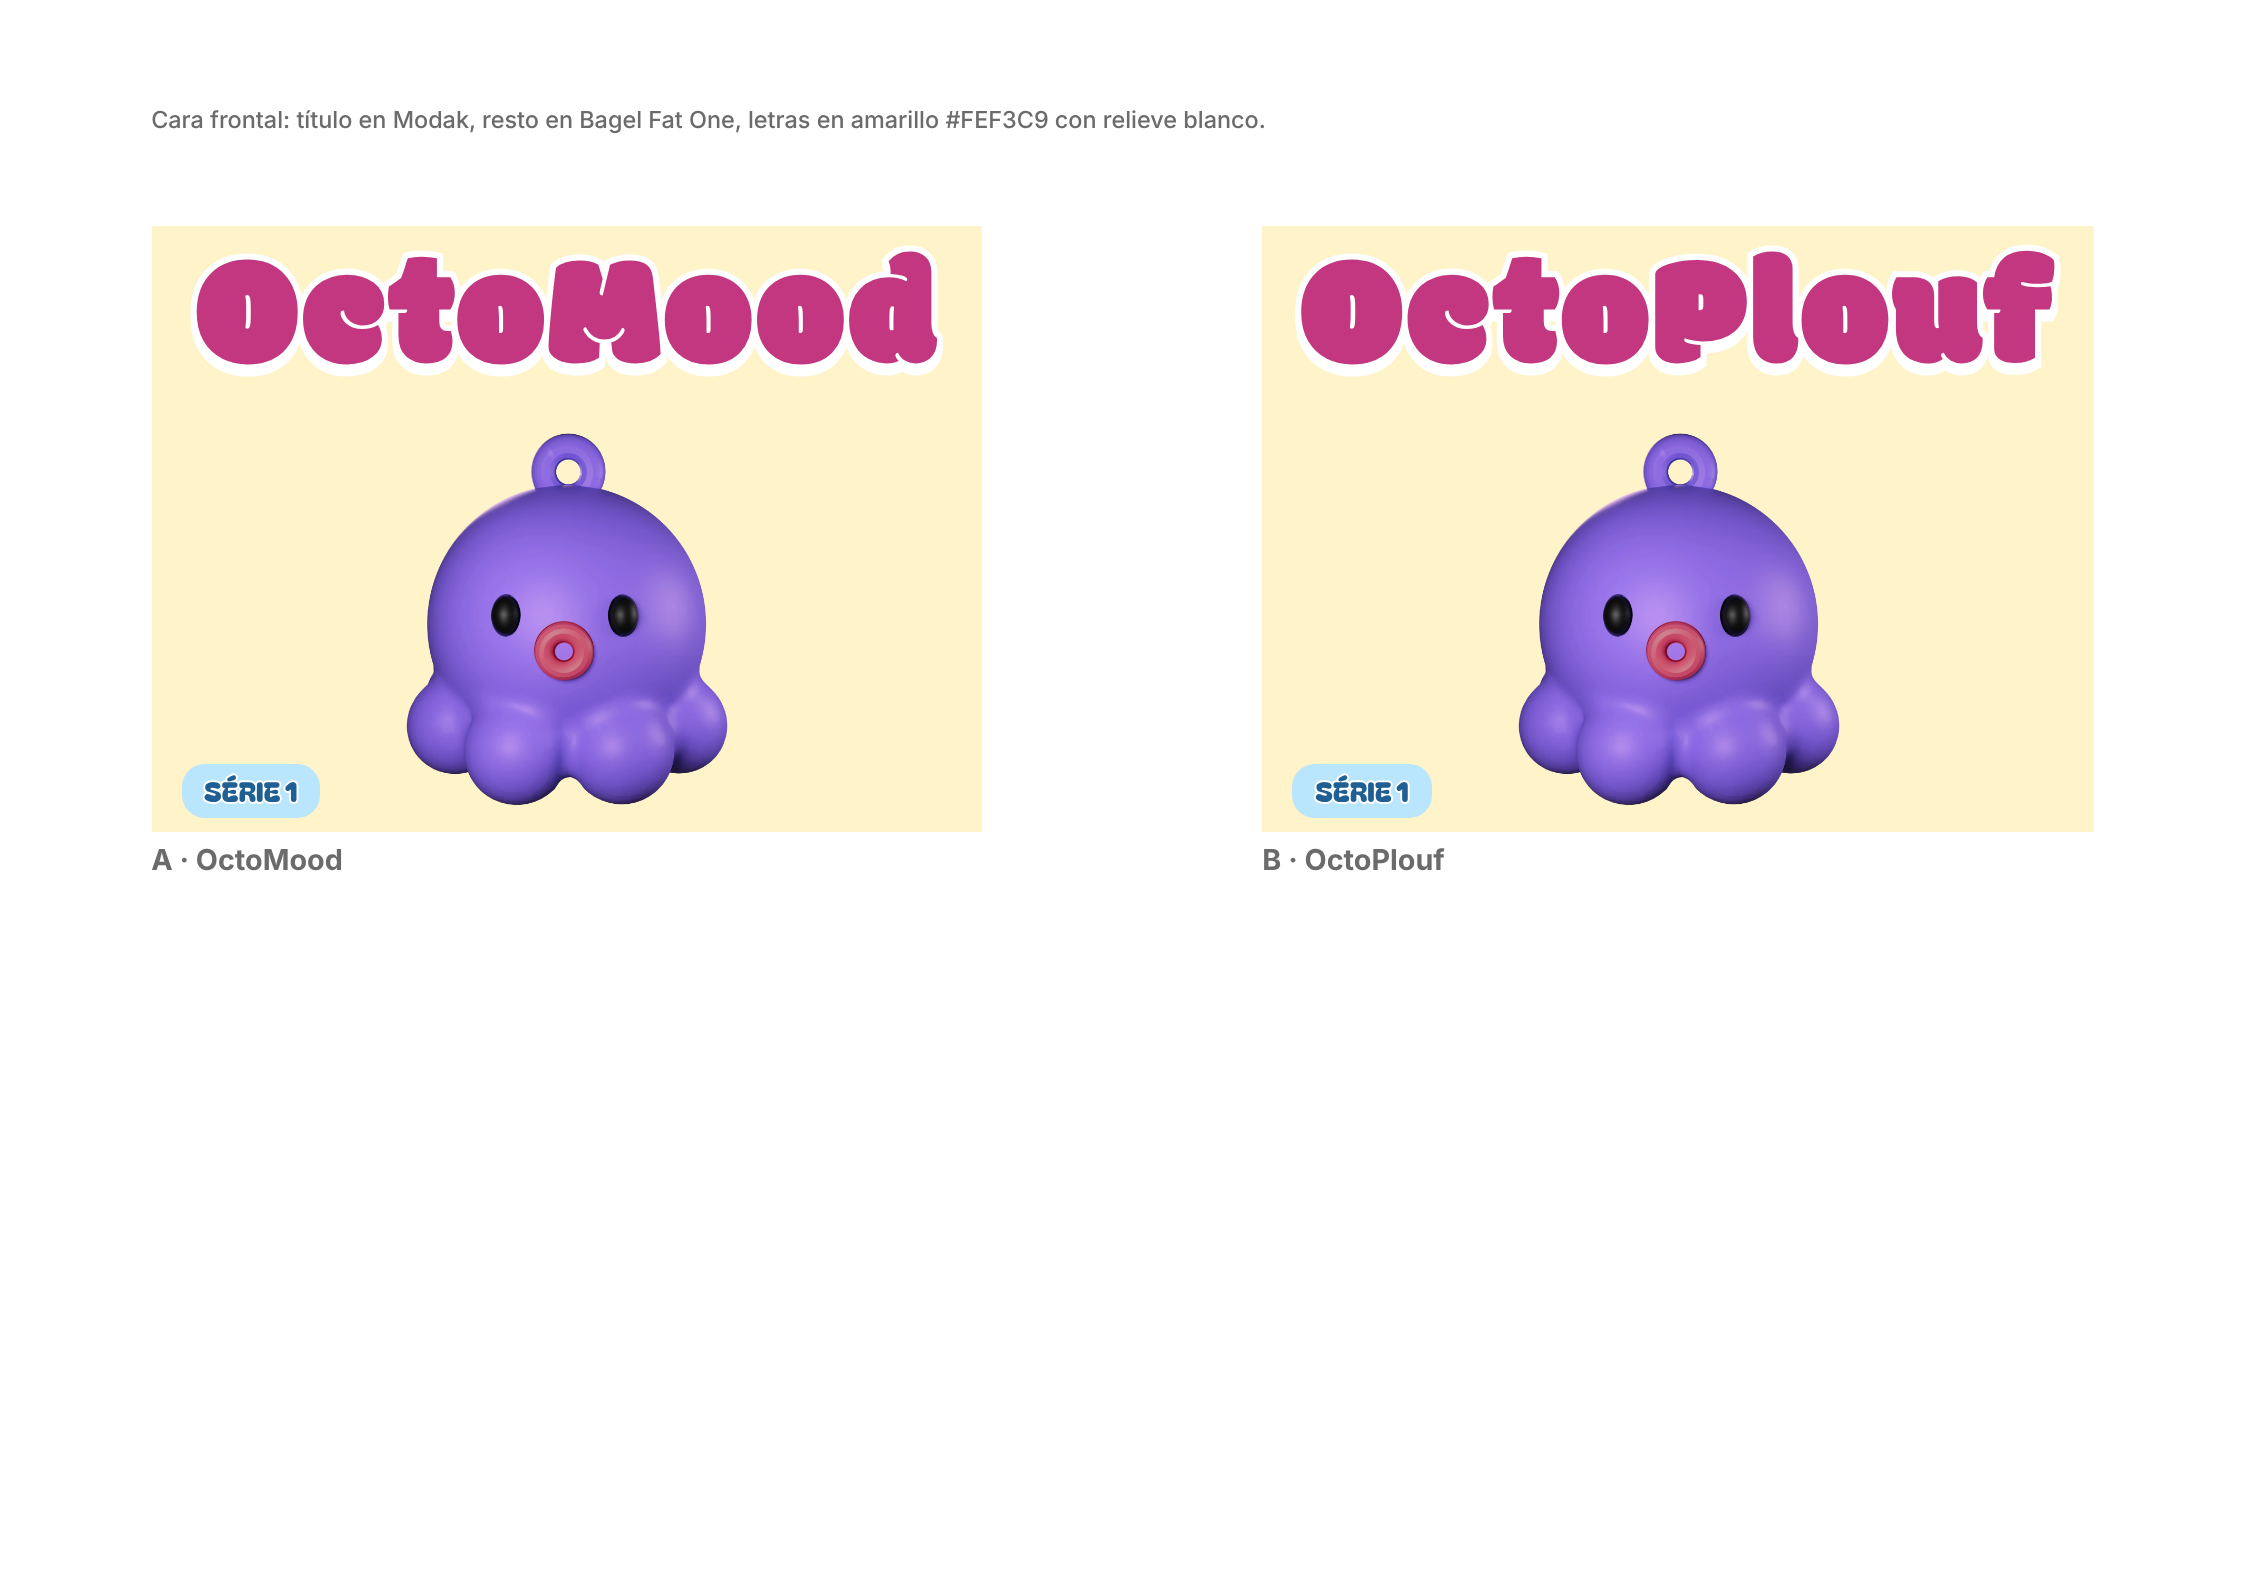 Cara frontal: título en Modak, resto en Bagel Fat One, letras en amarillo #FEF3C9 con relieve blanco.
OctoMood
SÉRIE 1
A · OctoMood
OctoPlouf
SÉRIE 1
B · OctoPlouf